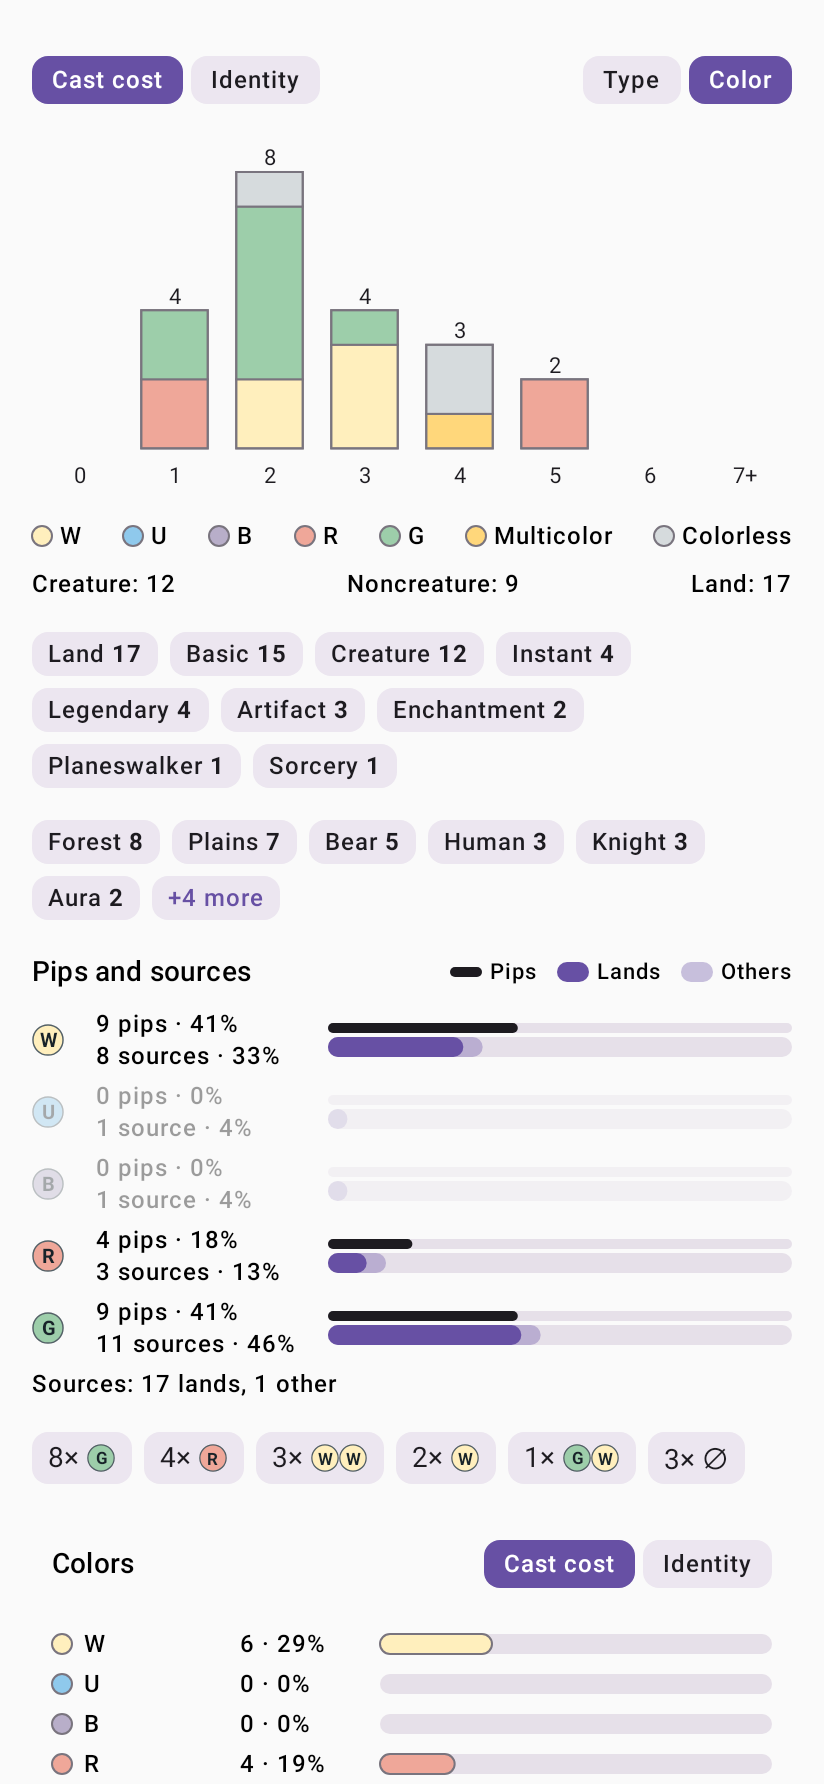 Cast cost Identity Type Color
8
4 4
3
2
0 1 2 3 4 5 6 7+
W U B R G Multicolor Colorless
Creature: 12 Noncreature: 9 Land: 17
Land 17 Basic 15 Creature 12 Instant 4
Legendary 4 Artifact 3 Enchantment 2
Planeswalker 1 Sorcery 1
Forest 8 Plains 7 Bear 5 Human 3 Knight 3
Aura 2 +4 more
Pips and sources Pips Lands Others
W 9 pips · 41%
8 sources · 33%
U 0 pips · 0%
1 source · 4%
B 0 pips · 0%
1 source · 4%
R 4 pips · 18%
3 sources · 13%
G 9 pips · 41%
11 sources · 46%
Sources: 17 lands, 1 other
8× G 4× R 3× W W 2× W 1× G W 3× ∅
Colors Cast cost Identity
W 6 · 29%
U 0 · 0%
B 0 · 0%
R 4 · 19%